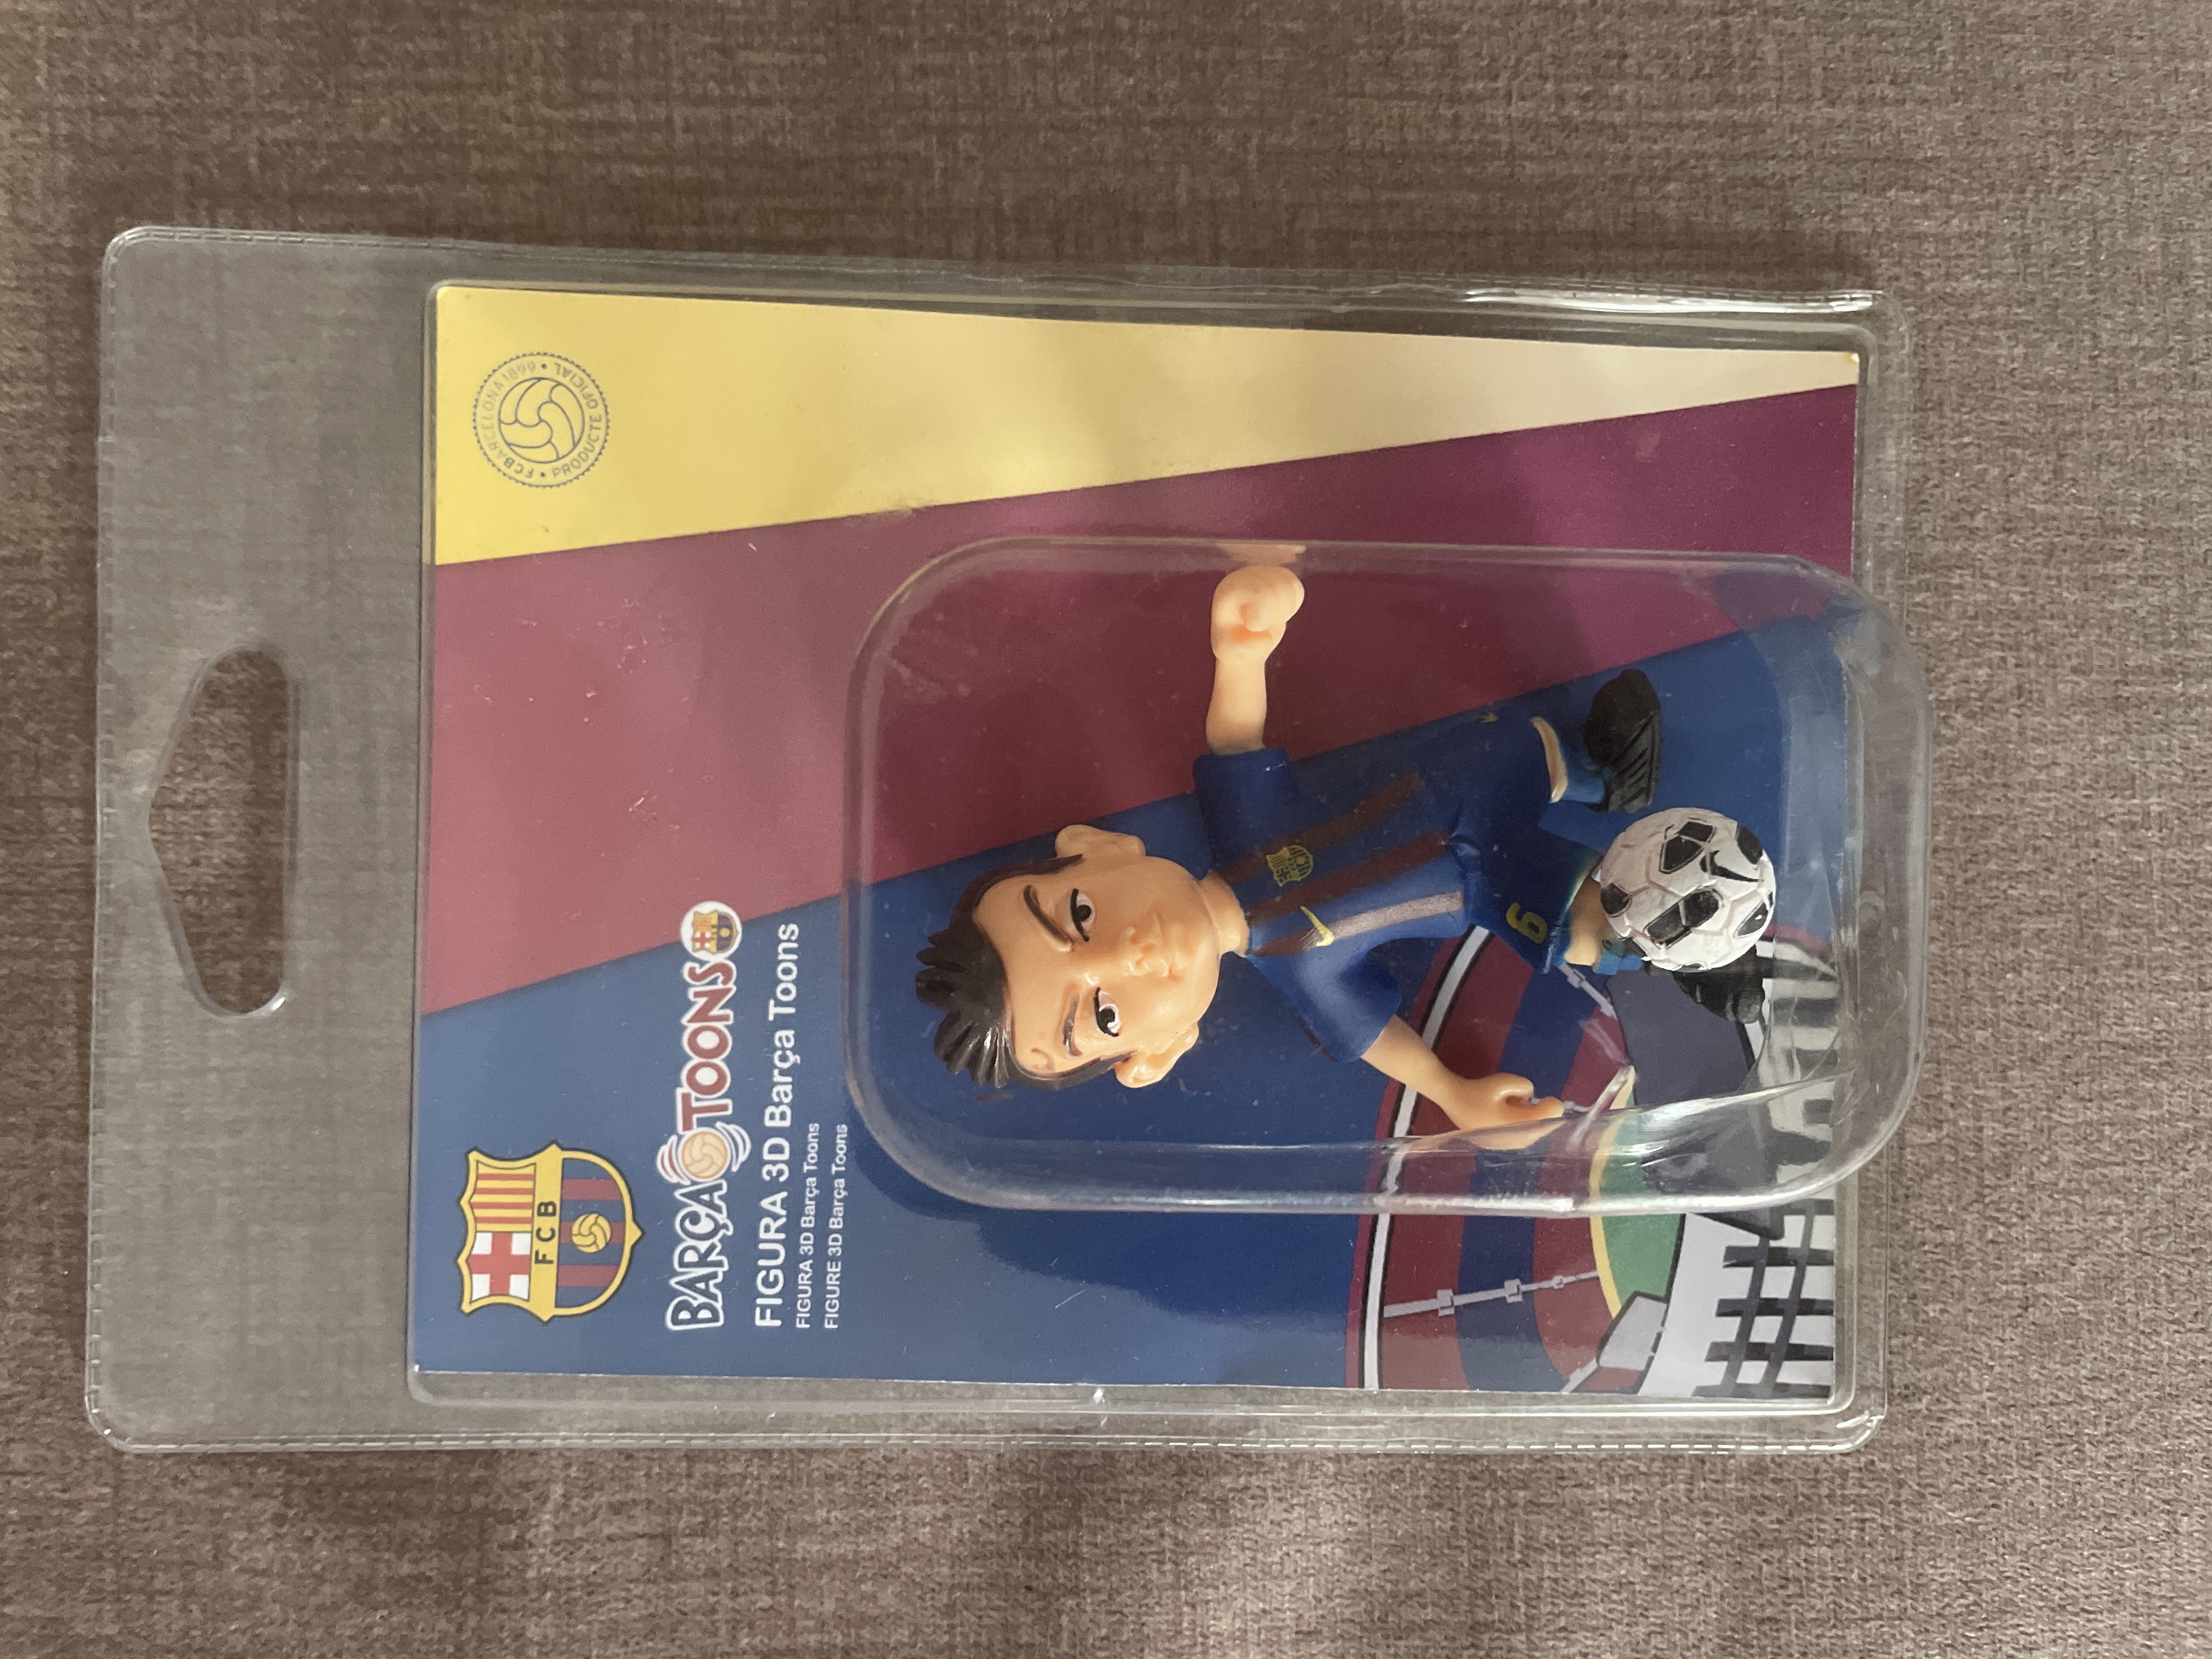 FCB
FCBARCELONA 1899
PRODUCTE OFICIAL
BARÇA TOONS
FIGURA 3D Barça Toons
FIGURA 3D Barça Toons
FIGURE 3D Barça Toons
6